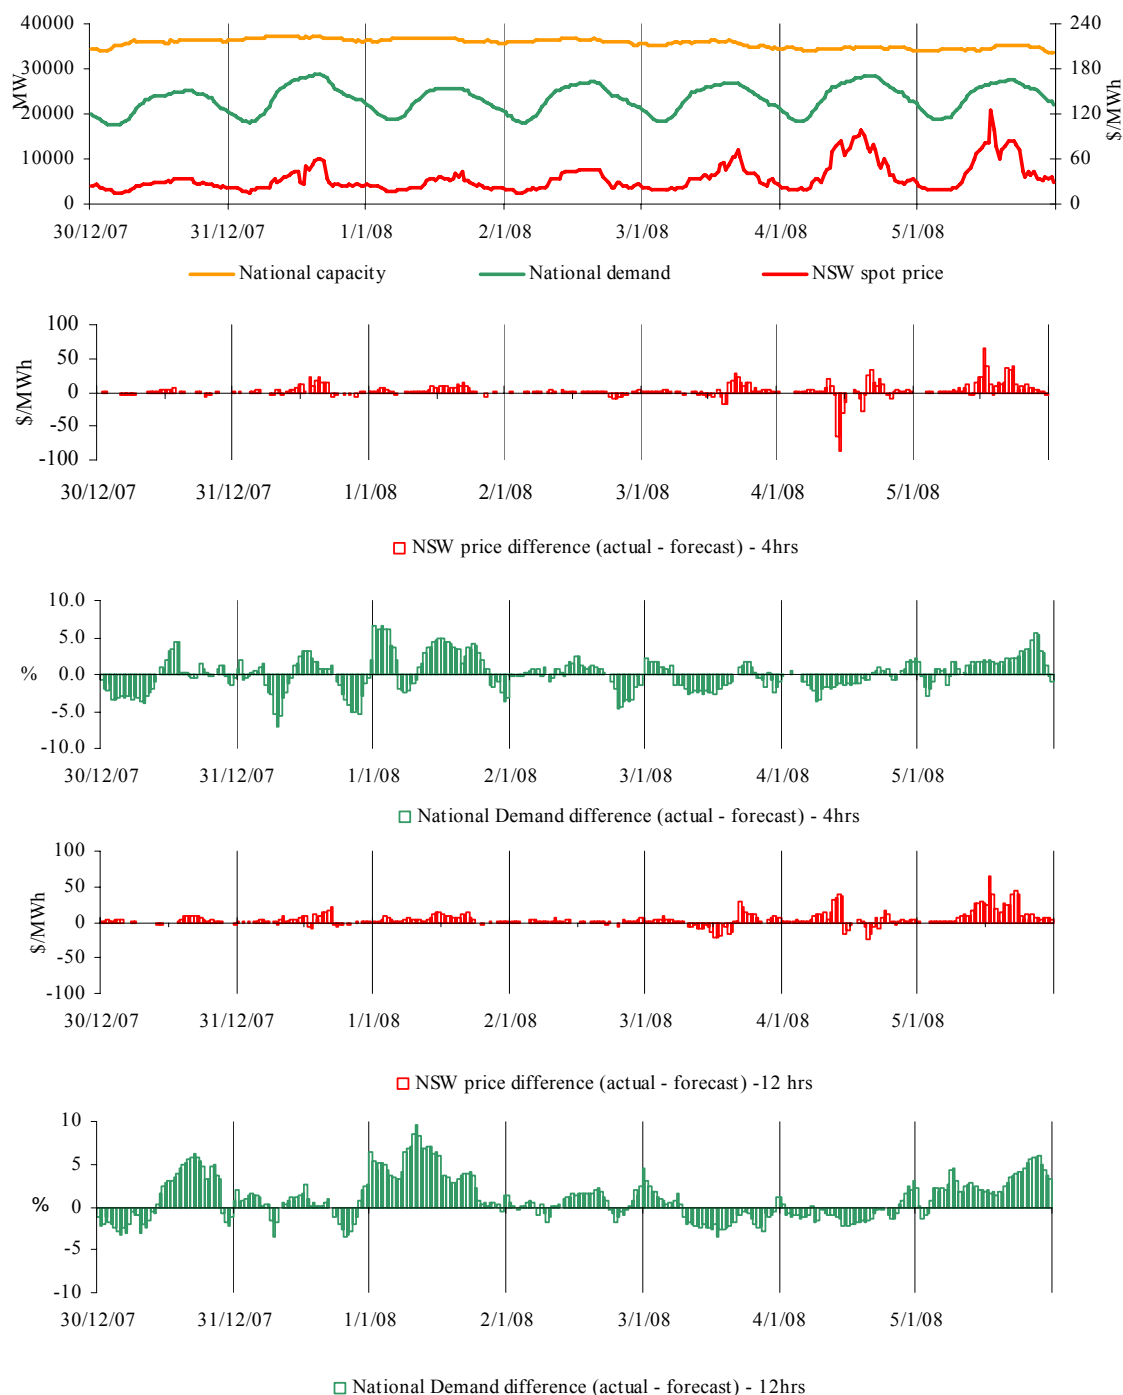 40000
30000
20000
10000
0
MW
240
180
120
60
0
$/MWh
30/12/07 31/12/07 1/1/08 2/1/08 3/1/08 4/1/08 5/1/08
National capacity National demand NSW spot price
100
50
0
-50
-100
$/MWh
30/12/07 31/12/07 1/1/08 2/1/08 3/1/08 4/1/08 5/1/08
NSW price difference (actual - forecast) - 4hrs
10.0
5.0
0.0
-5.0
-10.0
%
30/12/07 31/12/07 1/1/08 2/1/08 3/1/08 4/1/08 5/1/08
National Demand difference (actual - forecast) - 4hrs
100
50
0
-50
-100
$/MWh
30/12/07 31/12/07 1/1/08 2/1/08 3/1/08 4/1/08 5/1/08
NSW price difference (actual - forecast) -12 hrs
10
5
0
-5
-10
%
30/12/07 31/12/07 1/1/08 2/1/08 3/1/08 4/1/08 5/1/08
National Demand difference (actual - forecast) - 12hrs